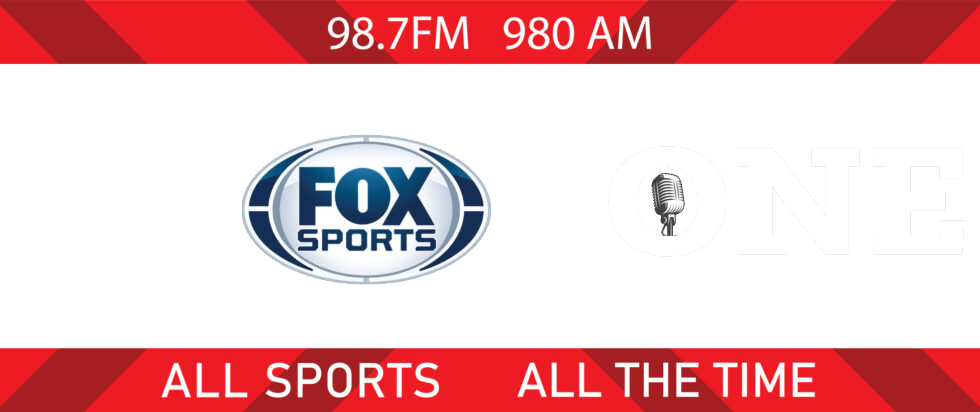 98.7FM 980 AM
FOX
SPORTS
ONE
ALL SPORTS ALL THE TIME